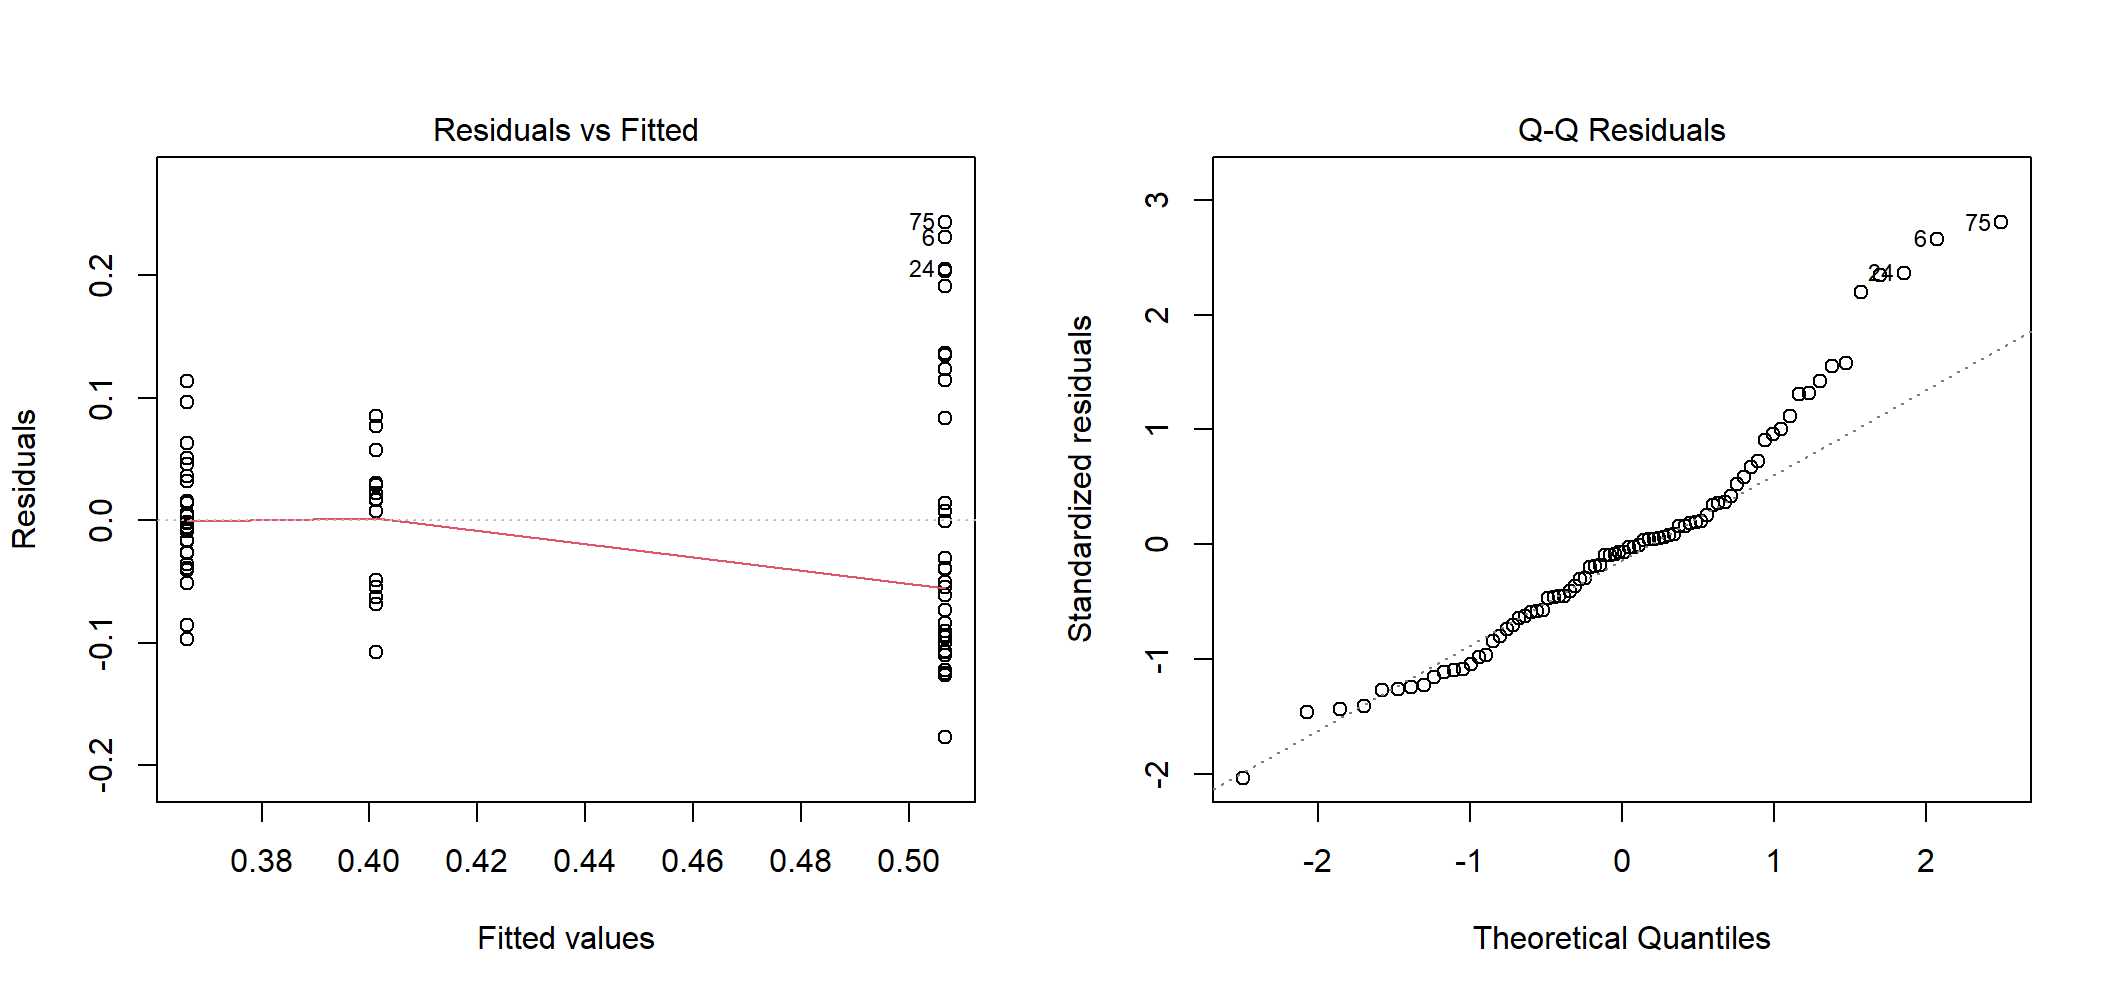 Residuals vs Fitted
Residuals
0.2
0.1
0.0
-0.1
-0.2
75
6
24
0.38 0.40 0.42 0.44 0.46 0.48 0.50
Fitted values
Q-Q Residuals
Standardized residuals
3
2
1
0
-1
-2
75
6
24
-2 -1 0 1 2
Theoretical Quantiles